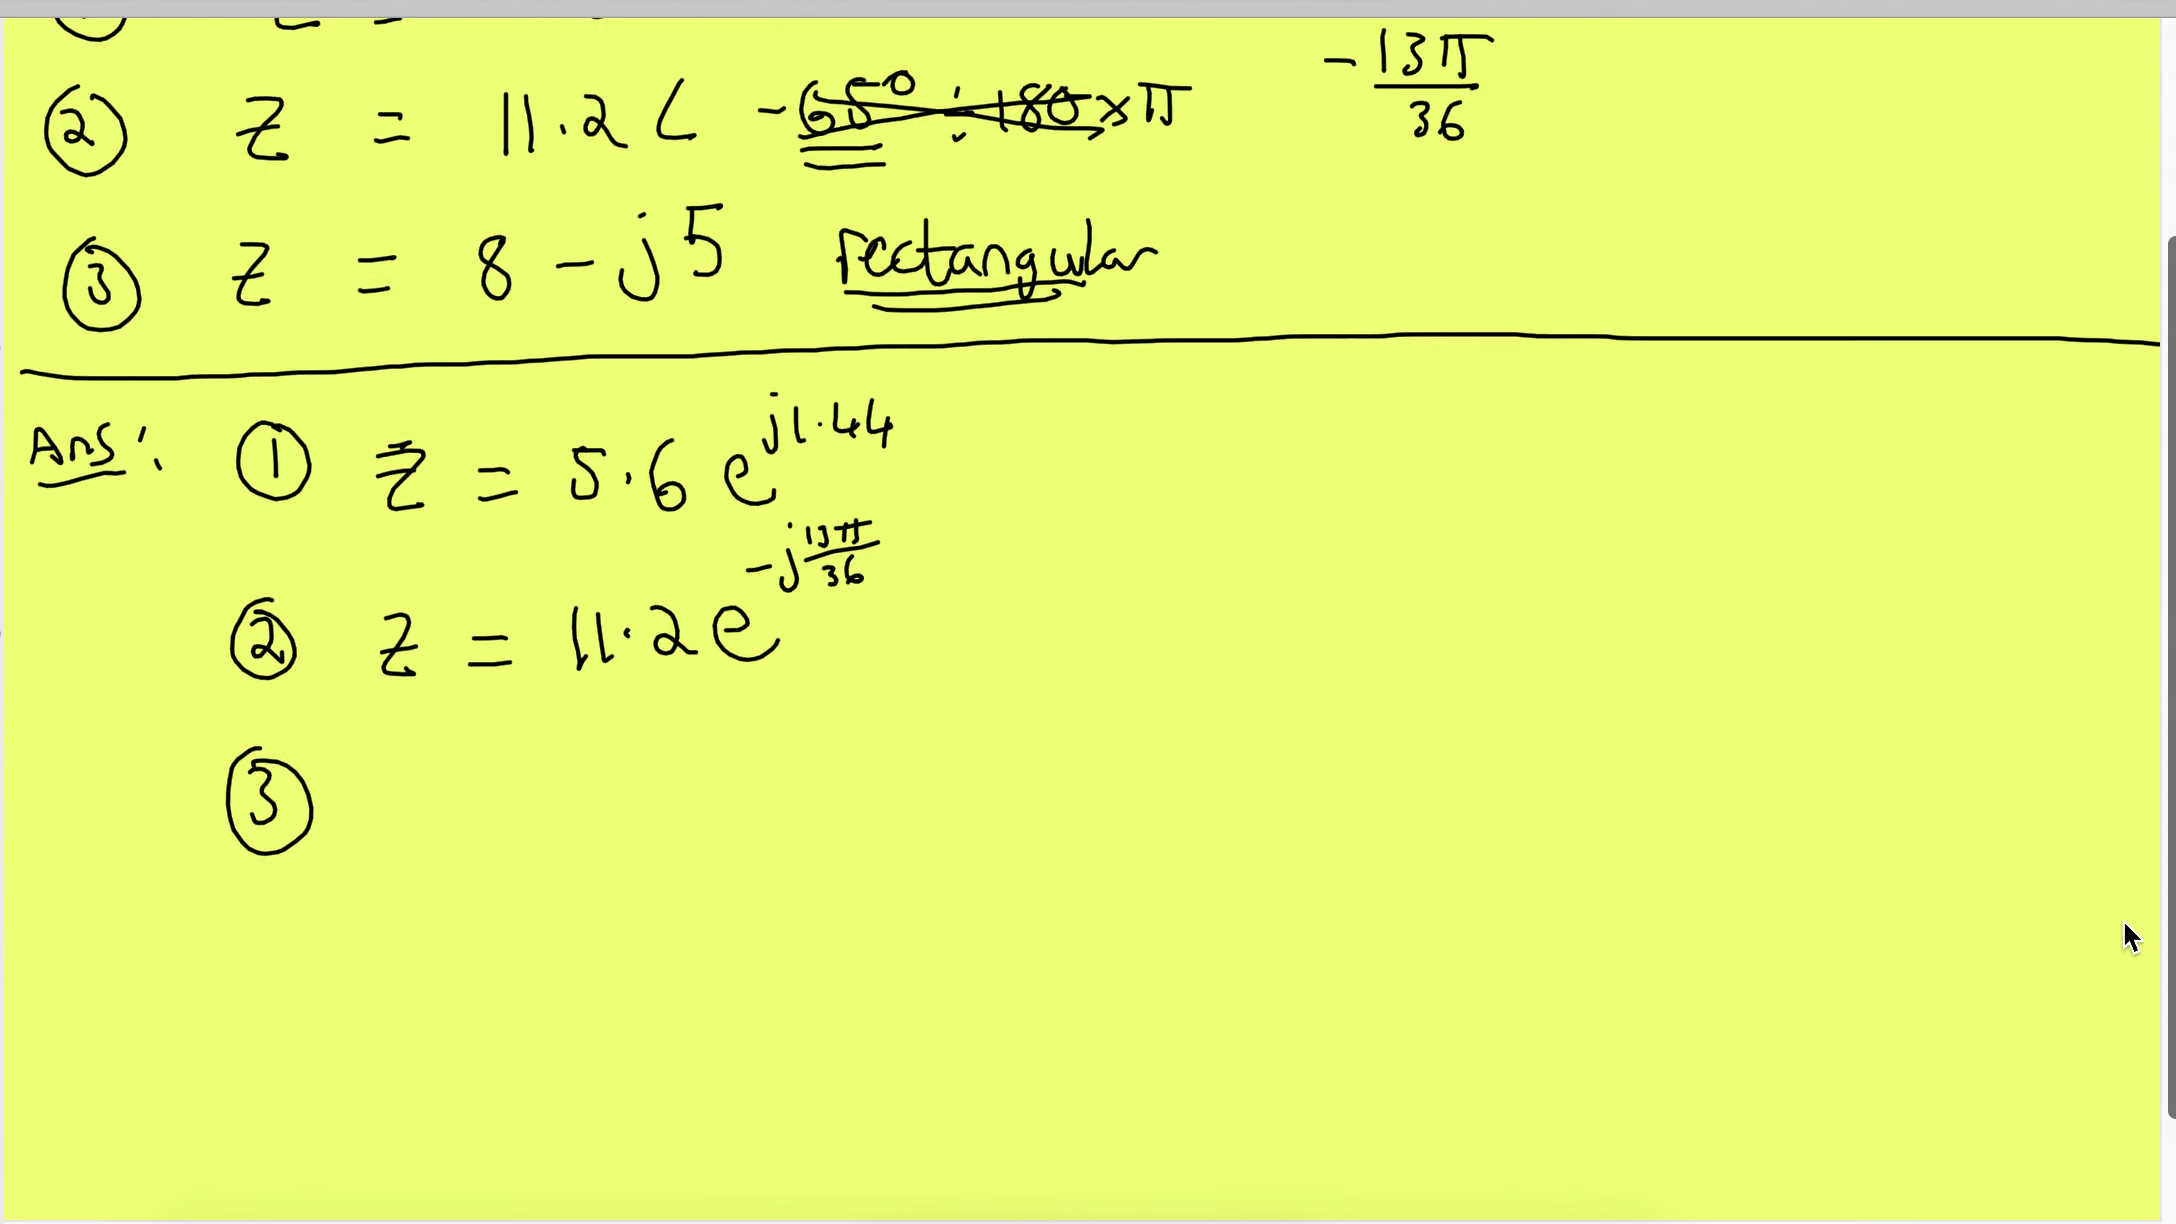 ② Z = 11.2 ∠ -65° ÷ 180 × π
-13π/36
③ Z = 8 - j5 rectangular
Ans: ① Z = 5.6 e^j1.44
② Z = 11.2 e^-j13π/36
③